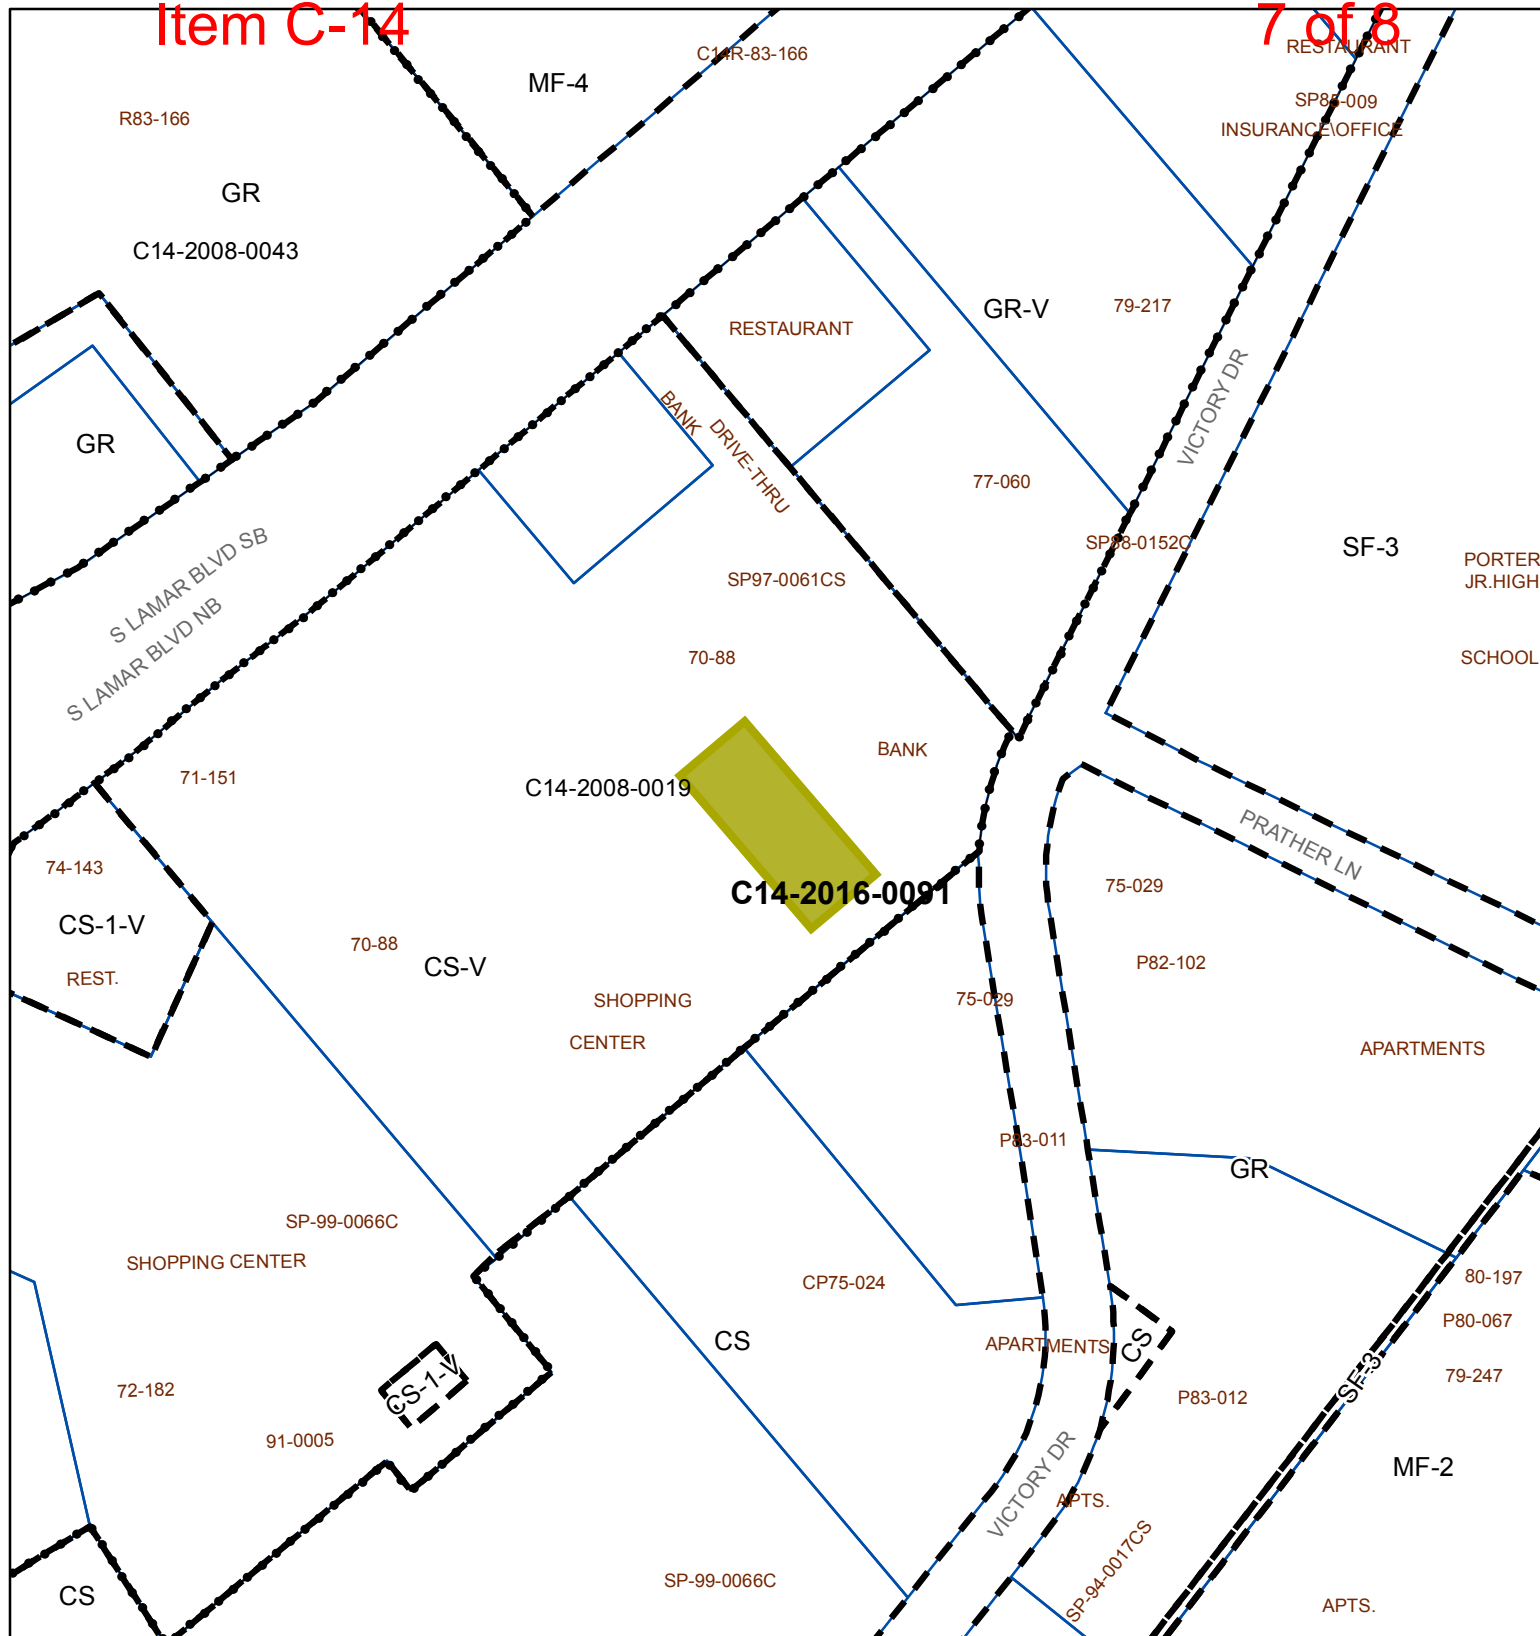 Item C-14
7 of 8
RESTAURANT
C14R-83-166
MF-4
SP85-009
R83-166
INSURANCE\OFFICE
GR
C14-2008-0043
GR-V
79-217
RESTAURANT
VICTORY DR
BANK
DRIVE-THRU
GR
77-060
SP88-0152C
SF-3
PORTER
JR.HIGH
S LAMAR BLVD SB
S LAMAR BLVD NB
SP97-0061CS
70-88
SCHOOL
BANK
71-151
C14-2008-0019
PRATHER LN
74-143
75-029
C14-2016-0091
CS-1-V
70-88
CS-V
P82-102
REST.
SHOPPING
CENTER
75-029
APARTMENTS
P83-011
GR
SP-99-0066C
SHOPPING CENTER
CP75-024
80-197
P80-067
CS
APARTMENTS
CS
SF-3
79-247
CS-1-V
72-182
P83-012
91-0005
MF-2
VICTORY DR
APTS.
SP-94-0017CS
SP-99-0066C
CS
APTS.